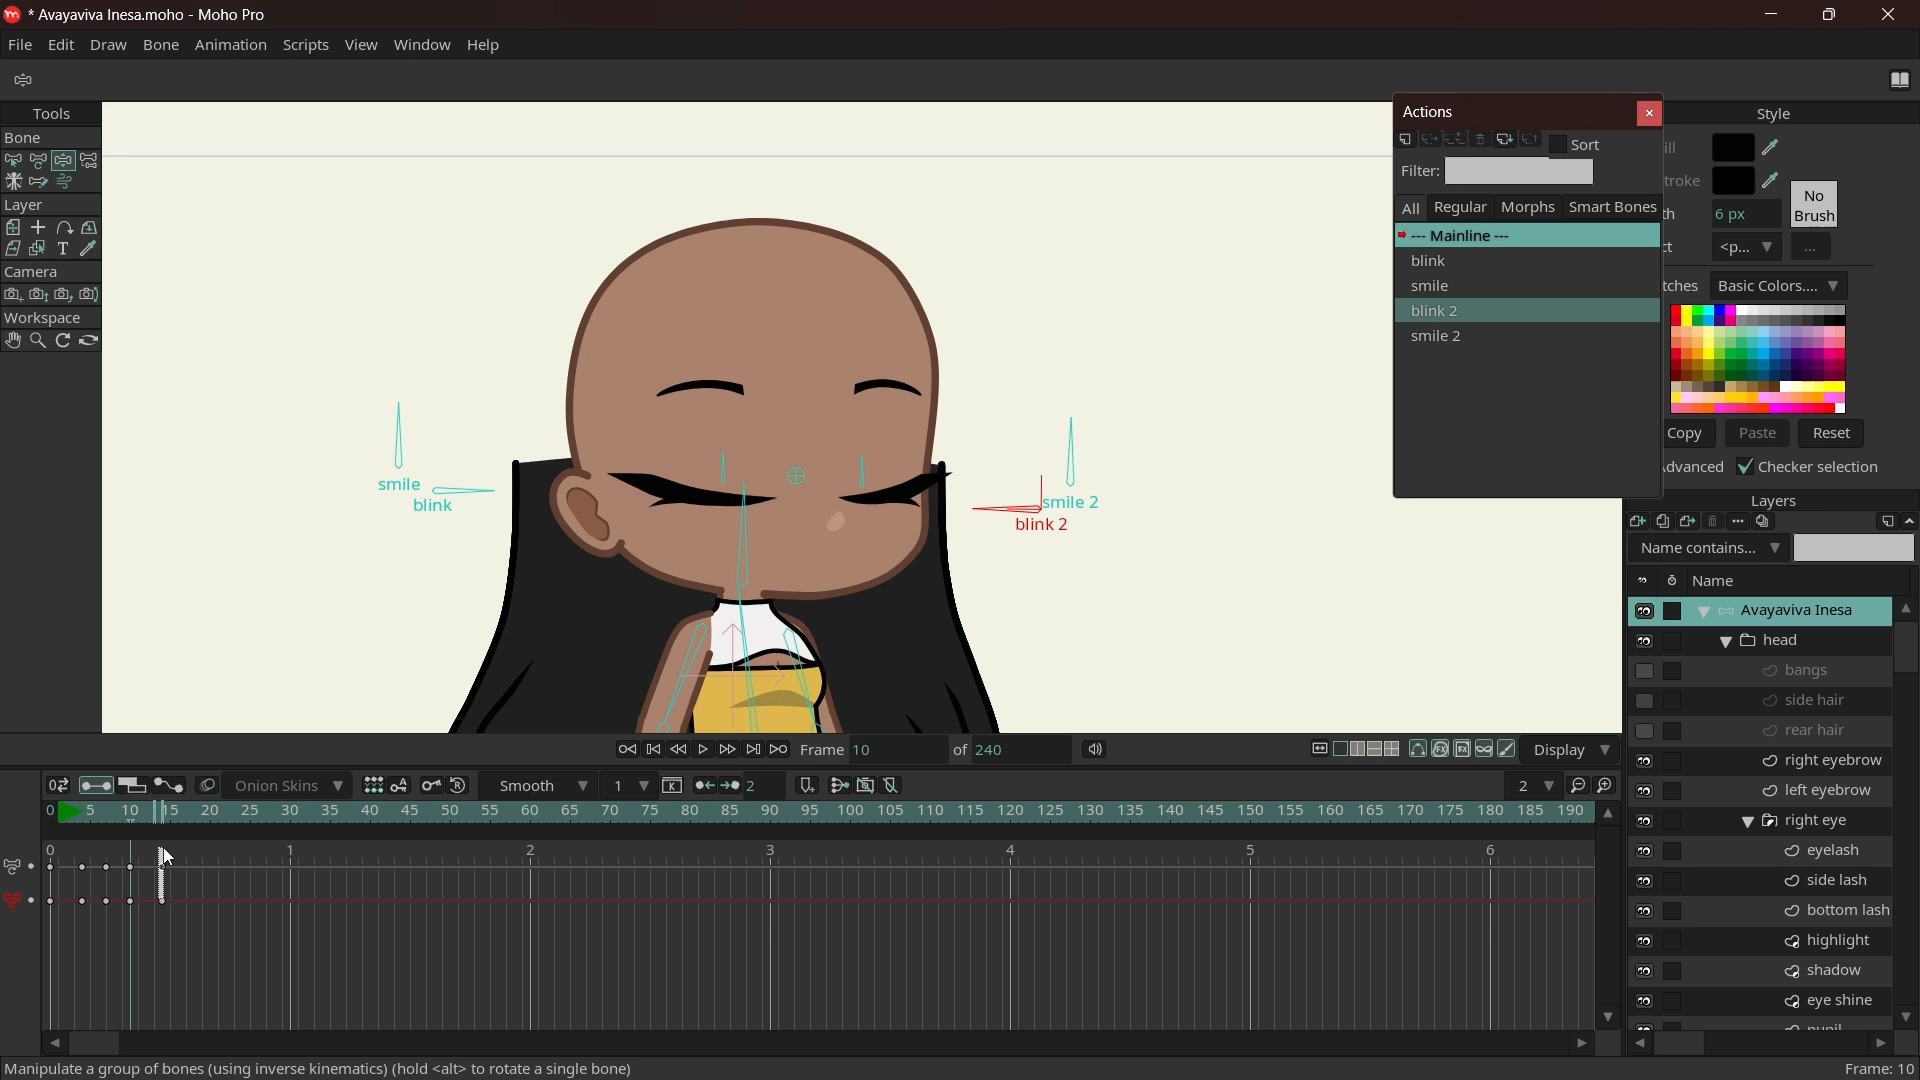 * Avayaviva Inesa.moho - Moho Pro
File Edit Draw Bone Animation Scripts View Window Help
Tools
Bone
Layer
Camera
Workspace
smile
blink
smile 2
blink 2
Actions
Sort
Filter:
All Regular Morphs Smart Bones
--- Mainline ---
blink
smile
blink 2
smile 2
Style
ill
troke
th 6 px
No
Brush
ct <p... ...
tches Basic Colors....
Copy Paste Reset
dvanced Checker selection
Layers
Name contains...
Name
Avayaviva Inesa
head
bangs
side hair
rear hair
right eyebrow
left eyebrow
right eye
eyelash
side lash
bottom lash
highlight
shadow
eye shine
pupil
Frame 10 of 240 Display
Onion Skins Smooth 1 2 2
0 5 10 15 20 25 30 35 40 45 50 55 60 65 70 75 80 85 90 95 100 105 110 115 120 125 130 135 140 145 150 155 160 165 170 175 180 185 190
0 1 2 3 4 5 6
Manipulate a group of bones (using inverse kinematics) (hold <alt> to rotate a single bone)
Frame: 10